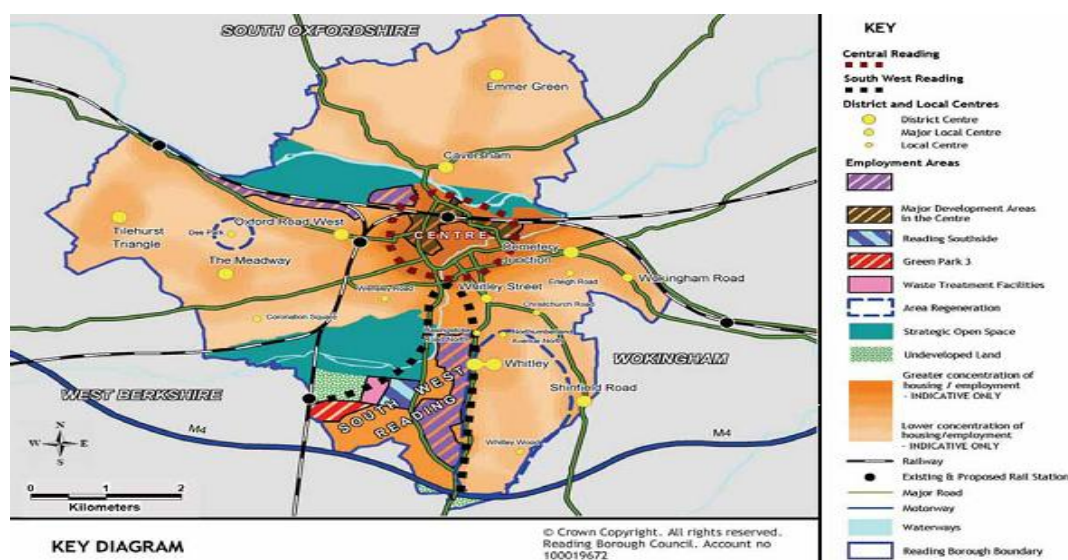 SOUTH OXFORDSHIRE
Emmer Green
Caversham
Oxford Road West
Tilehurst
Triangle
Dee Park
CENTRE
Cemetery
Junction
The Meadway
Wokingham Road
Erlegh Road
Whitley Street
Wensley Road
Christchurch Road
Coronation Square
Northumberland
Avenue North
WOKINGHAM
Whitley
Shinfield Road
WEST BERKSHIRE
SOUTH WEST
READING
Whitley Wood
M4
M4
N
W E
S
0 1 2
Kilometers
KEY DIAGRAM
© Crown Copyright. All rights reserved.
Reading Borough Council. Account no
100019672
KEY
Central Reading
South West Reading
District and Local Centres
District Centre
Major Local Centre
Local Centre
Employment Areas
Major Development Areas
in the Centre
Reading Southside
Green Park 3
Waste Treatment Facilities
Area Regeneration
Strategic Open Space
Undeveloped Land
Greater concentration of
housing / employment
- INDICATIVE ONLY
Lower concentration of
housing/employment
- INDICATIVE ONLY
Railway
Existing & Proposed Rail Station
Major Road
Motorway
Waterways
Reading Borough Boundary